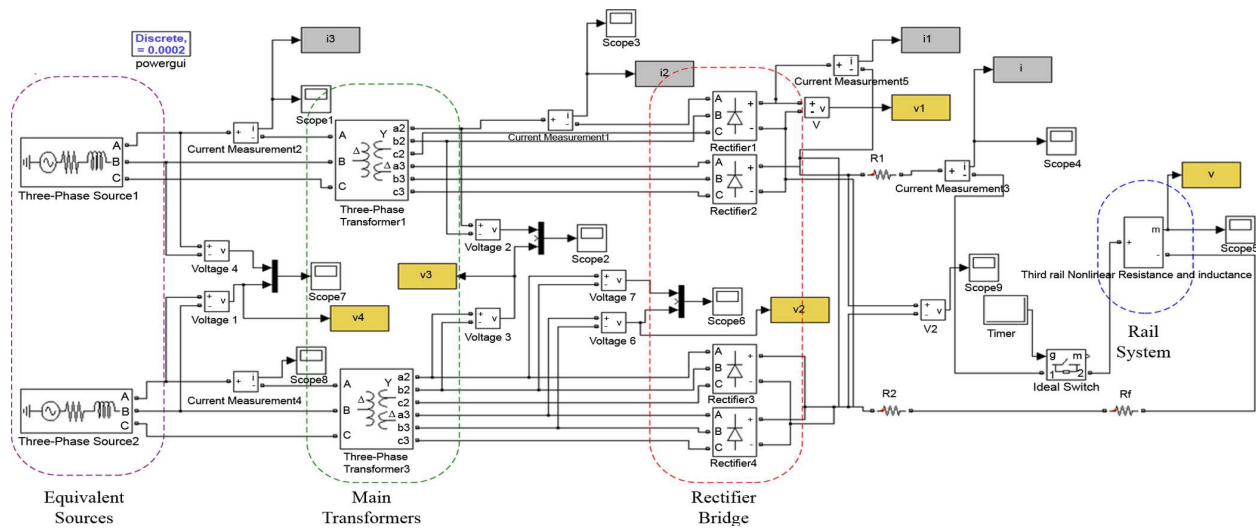 Discrete,
= 0.0002
powergui
i3
Scope1
i
+
-
Current Measurement2
A
B
C
Three-Phase Source1
A
B
C
Y
Δ
Δ
a2
b2
c2
a3
b3
c3
Three-Phase
Transformer1
Scope3
i2
i
+
-
Current Measurement1
A
B
C
+
-
Rectifier1
A
B
C
+
-
Rectifier2
i1
i
+
-
Current Measurement5
+
-
v
V
v1
i
Scope4
R1
i
+
-
Current Measurement3
v
m
+
-
Scope5
Third rail Nonlinear Resistance and inductance
Rail
System
+
-
v
Voltage 4
Scope7
+
-
v
Voltage 1
v4
+
-
v
Voltage 2
Scope2
v3
+
-
v
Voltage 3
+
-
v
Voltage 7
Scope6
+
-
v
Voltage 6
v2
Scope9
+
-
v
V2
Timer
g
m
1
2
Ideal Switch
R2
Rf
Scope8
i
+
-
Current Measurement4
A
B
C
Three-Phase Source2
A
B
C
Y
Δ
Δ
a2
b2
c2
a3
b3
c3
Three-Phase
Transformer3
A
B
C
+
-
Rectifier3
A
B
C
+
-
Rectifier4
Equivalent
Sources
Main
Transformers
Rectifier
Bridge